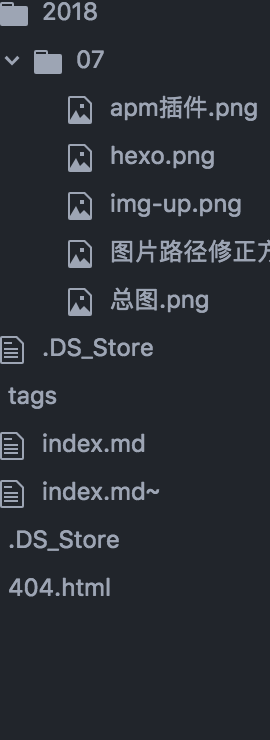 2018
07
apm插件.png
hexo.png
img-up.png
图片路径修正方
总图.png
.DS_Store
tags
index.md
index.md~
.DS_Store
404.html